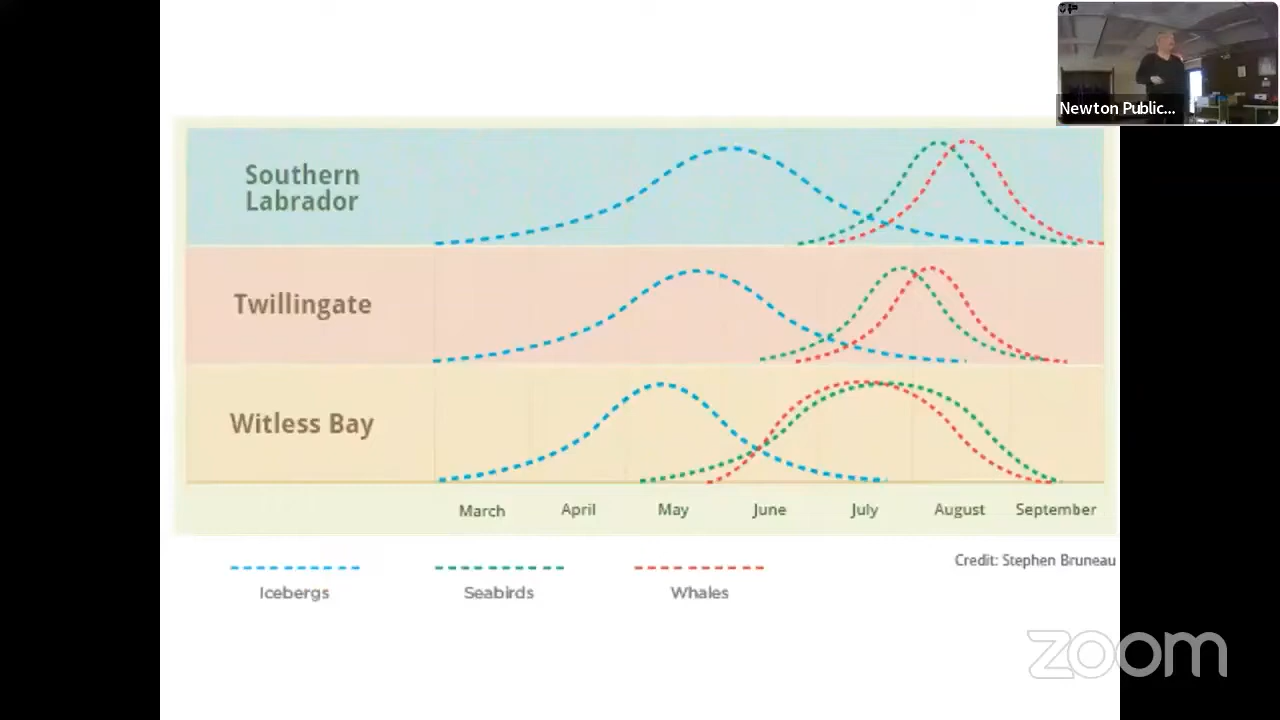 Newton Public...
Southern
Labrador
Twillingate
Witless Bay
March April May June July August September
Credit: Stephen Bruneau
Icebergs Seabirds Whales
zoom